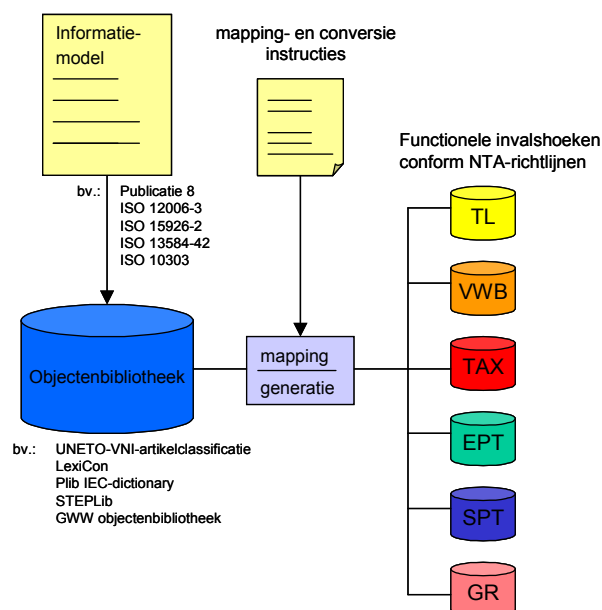 Informatie-
model
mapping- en conversie
instructies
Functionele invalshoeken
conform NTA-richtlijnen
bv.: Publicatie 8
ISO 12006-3
ISO 15926-2
ISO 13584-42
ISO 10303
Objectenbibliotheek
mapping
generatie
TL
VWB
TAX
EPT
SPT
GR
bv.: UNETO-VNI-artikelclassificatie
LexiCon
Plib IEC-dictionary
STEPLib
GWW objectenbibliotheek